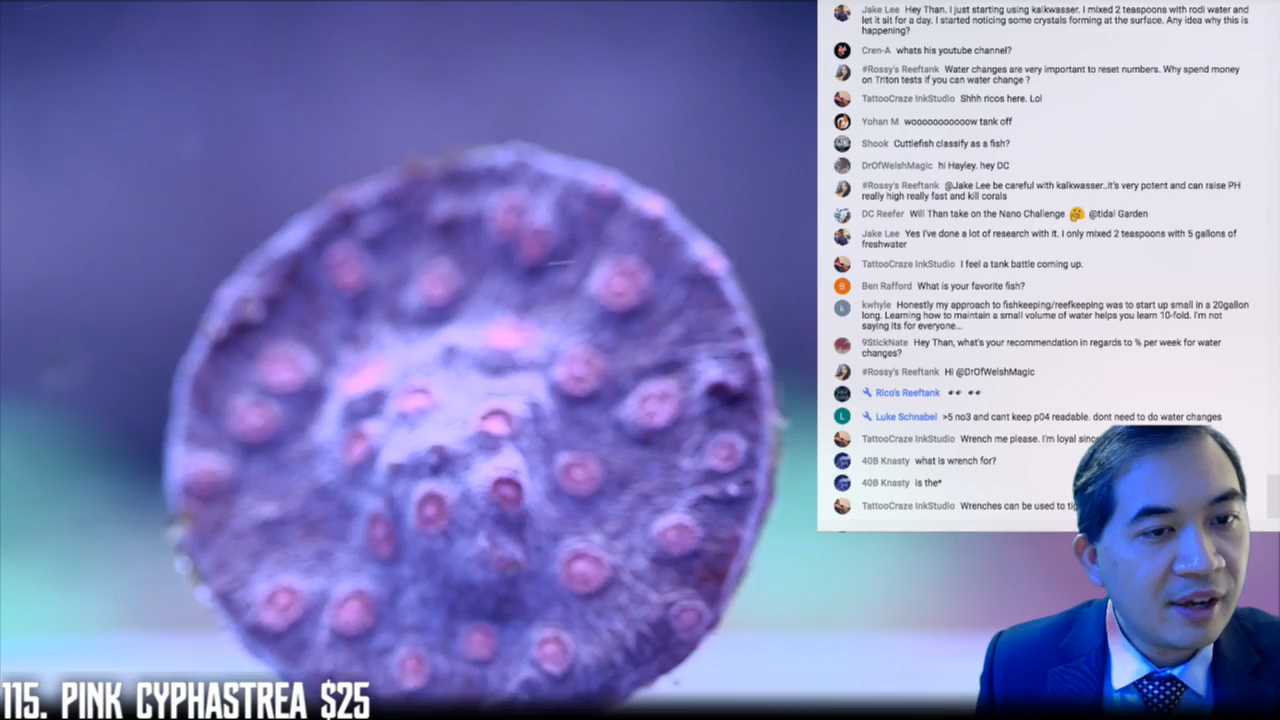 Jake Lee Hey Than. I just starting using kalkwasser. I mixed 2 teaspoons with rodi water and
let it sit for a day. I started noticing some crystals forming at the surface. Any idea why this is
happening?
Cren-A whats his youtube channel?
#Rossy's Reeftank Water changes are very important to reset numbers. Why spend money
on Triton tests if you can water change ?
TattooCraze InkStudio Shhh ricos here. Lol
Yohan M wooooooooooow tank off
Shook Cuttlefish classify as a fish?
DrOfWelshMagic hi Hayley. hey DC
#Rossy's Reeftank @Jake Lee be careful with kalkwasser..it's very potent and can raise PH
really high really fast and kill corals
DC Reefer Will Than take on the Nano Challenge 🤔 @tidal Garden
Jake Lee Yes I've done a lot of research with it. I only mixed 2 teaspoons with 5 gallons of
freshwater
TattooCraze InkStudio I feel a tank battle coming up.
B Ben Rafford What is your favorite fish?
k kwhyle Honestly my approach to fishkeeping/reefkeeping was to start up small in a 20gallon
long. Learning how to maintain a small volume of water helps you learn 10-fold. I'm not
saying its for everyone...
9StickNate Hey Than, what's your recommendation in regards to % per week for water
changes?
#Rossy's Reeftank Hi @DrOfWelshMagic
Rico's Reeftank 👀 👀
L Luke Schnabel >5 no3 and cant keep p04 readable. dont need to do water changes
TattooCraze InkStudio Wrench me please. I'm loyal
40B Knasty what is wrench for?
40B Knasty is the*
TattooCraze InkStudio Wrenches can be used to
115. PINK CYPHASTREA $25